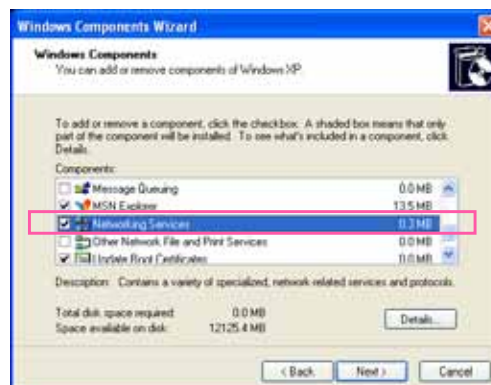 Windows Components Wizard
Windows Components
You can add or remove components of Windows XP.
To add or remove a component, click the checkbox. A shaded box means that only
part of the component will be installed. To see what's included in a component, click
Details.
Components:
Message Queuing 0.0 MB
MSN Explorer 13.5 MB
Networking Services 0.3 MB
Other Network File and Print Services 0.0 MB
Update Root Certificates 0.0 MB
Description: Contains a variety of specialized, network-related services and protocols.
Total disk space required: 0.0 MB
Space available on disk: 12125.4 MB
Details...
< Back
Next >
Cancel